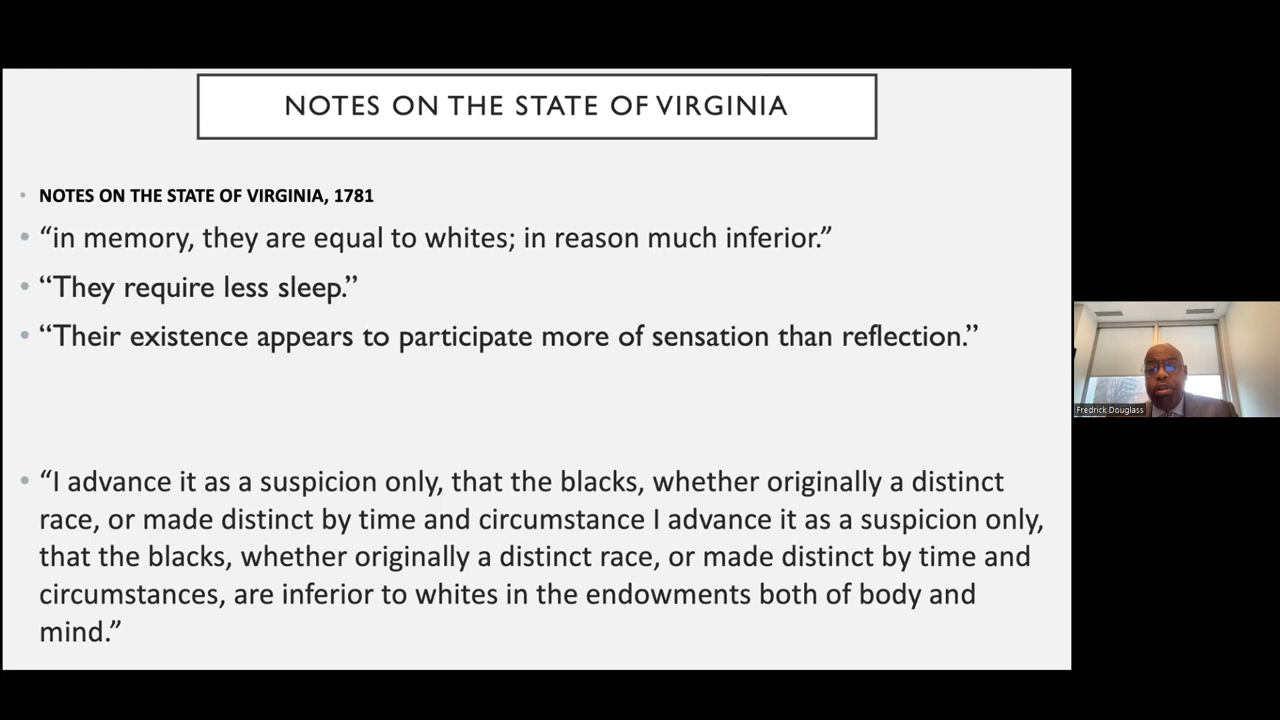 NOTES ON THE STATE OF VIRGINIA
• NOTES ON THE STATE OF VIRGINIA, 1781
• “in memory, they are equal to whites; in reason much inferior.”
• “They require less sleep.”
• “Their existence appears to participate more of sensation than reflection.”
• “I advance it as a suspicion only, that the blacks, whether originally a distinct
race, or made distinct by time and circumstance I advance it as a suspicion only,
that the blacks, whether originally a distinct race, or made distinct by time and
circumstances, are inferior to whites in the endowments both of body and
mind.”
Fredrick Douglass